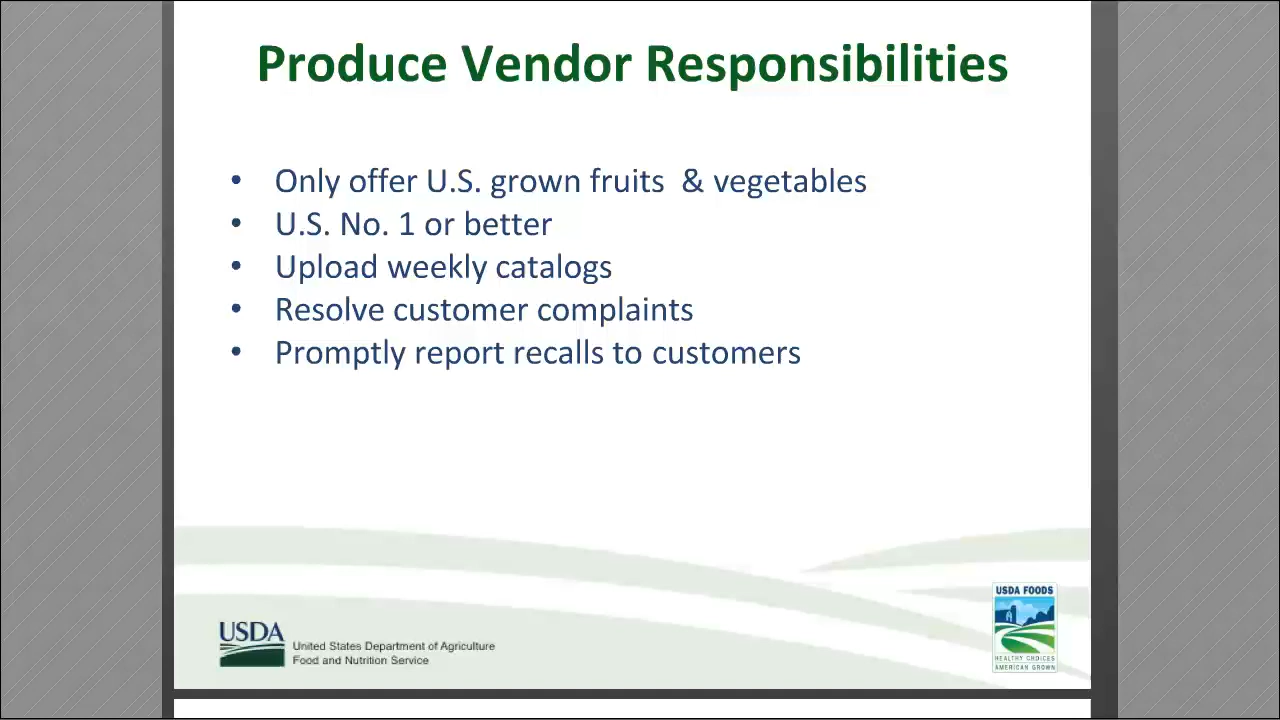 Produce Vendor Responsibilities
• Only offer U.S. grown fruits & vegetables
• U.S. No. 1 or better
• Upload weekly catalogs
• Resolve customer complaints
• Promptly report recalls to customers
USDA
United States Department of Agriculture
Food and Nutrition Service
USDA FOODS
HEALTHY CHOICES
AMERICAN GROWN